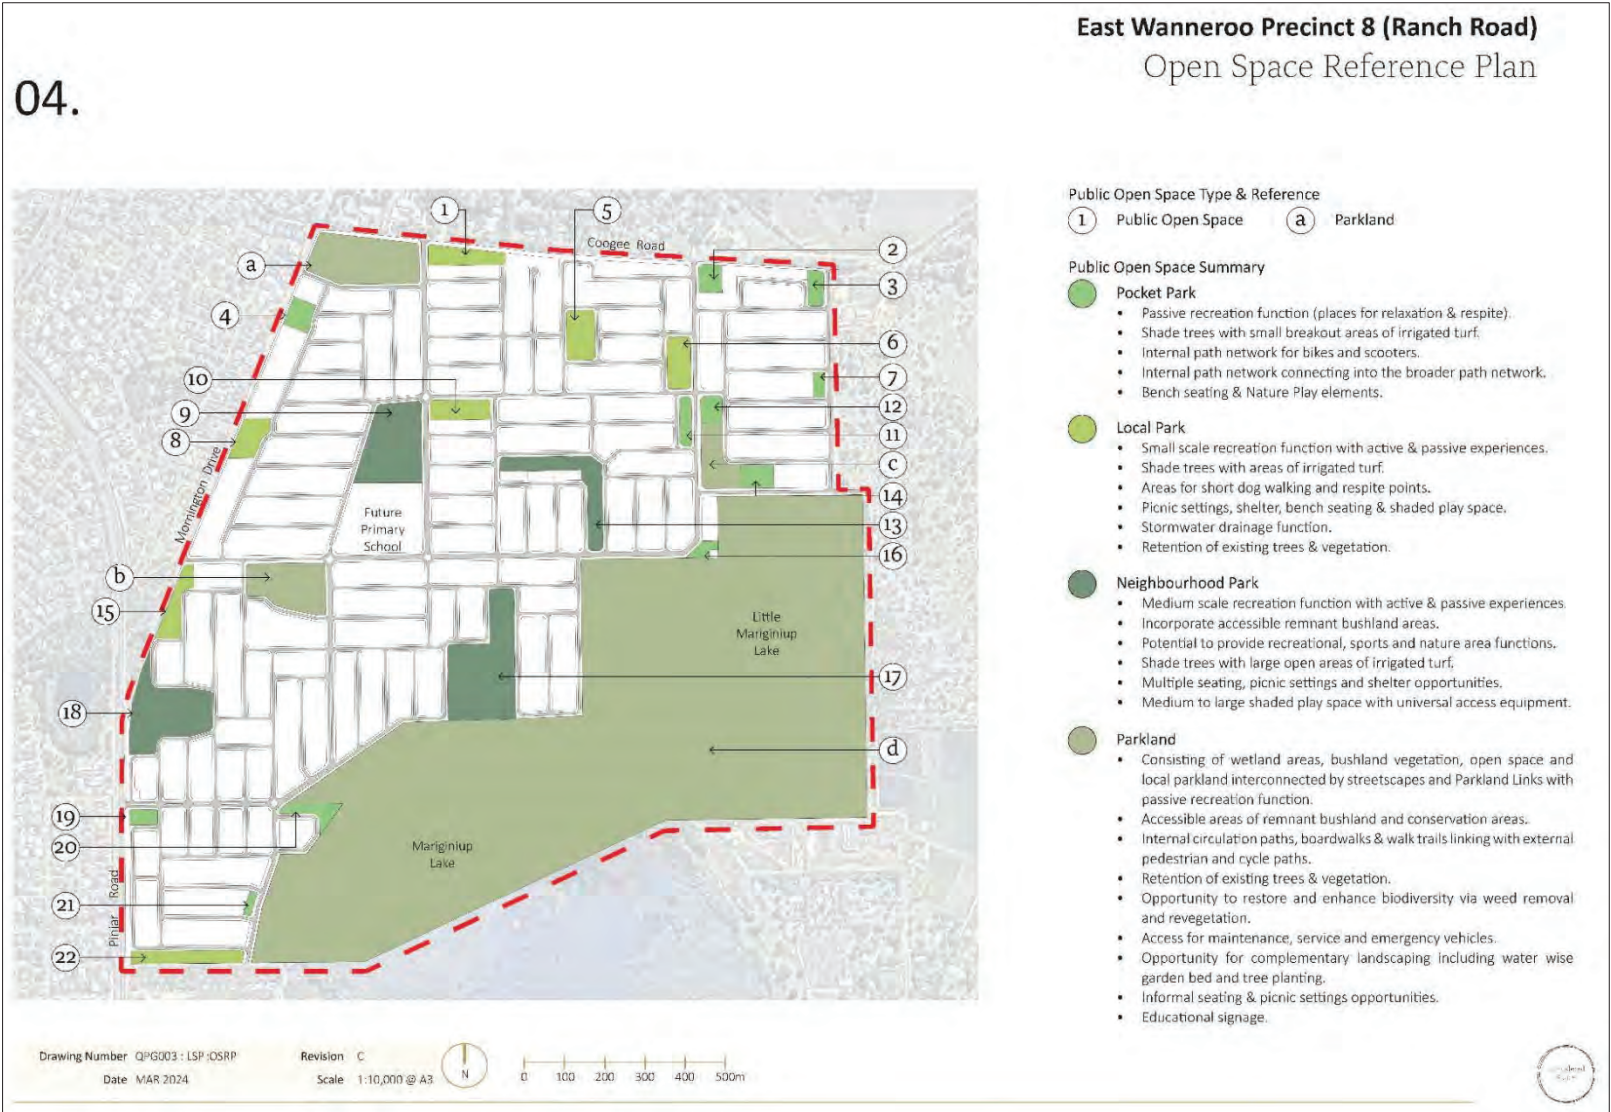 East Wanneroo Precinct 8 (Ranch Road)
Open Space Reference Plan
04.
1
5
Coogee Road
2
a
3
4
6
10
7
9
12
8
11
c
Mornington Drive
14
Future
Primary
School
13
16
b
15
Little
Mariginiup
Lake
17
18
d
19
20
Mariginiup
Lake
21
Pinjar Road
22
Public Open Space Type & Reference
1 Public Open Space a Parkland
Public Open Space Summary
Pocket Park
• Passive recreation function (places for relaxation & respite).
• Shade trees with small breakout areas of irrigated turf.
• Internal path network for bikes and scooters.
• Internal path network connecting into the broader path network.
• Bench seating & Nature Play elements.
Local Park
• Small scale recreation function with active & passive experiences.
• Shade trees with areas of irrigated turf.
• Areas for short dog walking and respite points.
• Picnic settings, shelter, bench seating & shaded play space.
• Stormwater drainage function.
• Retention of existing trees & vegetation.
Neighbourhood Park
• Medium scale recreation function with active & passive experiences.
• Incorporate accessible remnant bushland areas.
• Potential to provide recreational, sports and nature area functions.
• Shade trees with large open areas of irrigated turf.
• Multiple seating, picnic settings and shelter opportunities.
• Medium to large shaded play space with universal access equipment.
Parkland
• Consisting of wetland areas, bushland vegetation, open space and
local parkland interconnected by streetscapes and Parkland Links with
passive recreation function.
• Accessible areas of remnant bushland and conservation areas.
• Internal circulation paths, boardwalks & walk trails linking with external
pedestrian and cycle paths.
• Retention of existing trees & vegetation.
• Opportunity to restore and enhance biodiversity via weed removal
and revegetation.
• Access for maintenance, service and emergency vehicles.
• Opportunity for complementary landscaping including water wise
garden bed and tree planting.
• Informal seating & picnic settings opportunities.
• Educational signage.
Drawing Number QPG003 : LSP :OSRP Revision C
Date MAR 2024 Scale 1:10,000 @ A3
N
0 100 200 300 400 500m